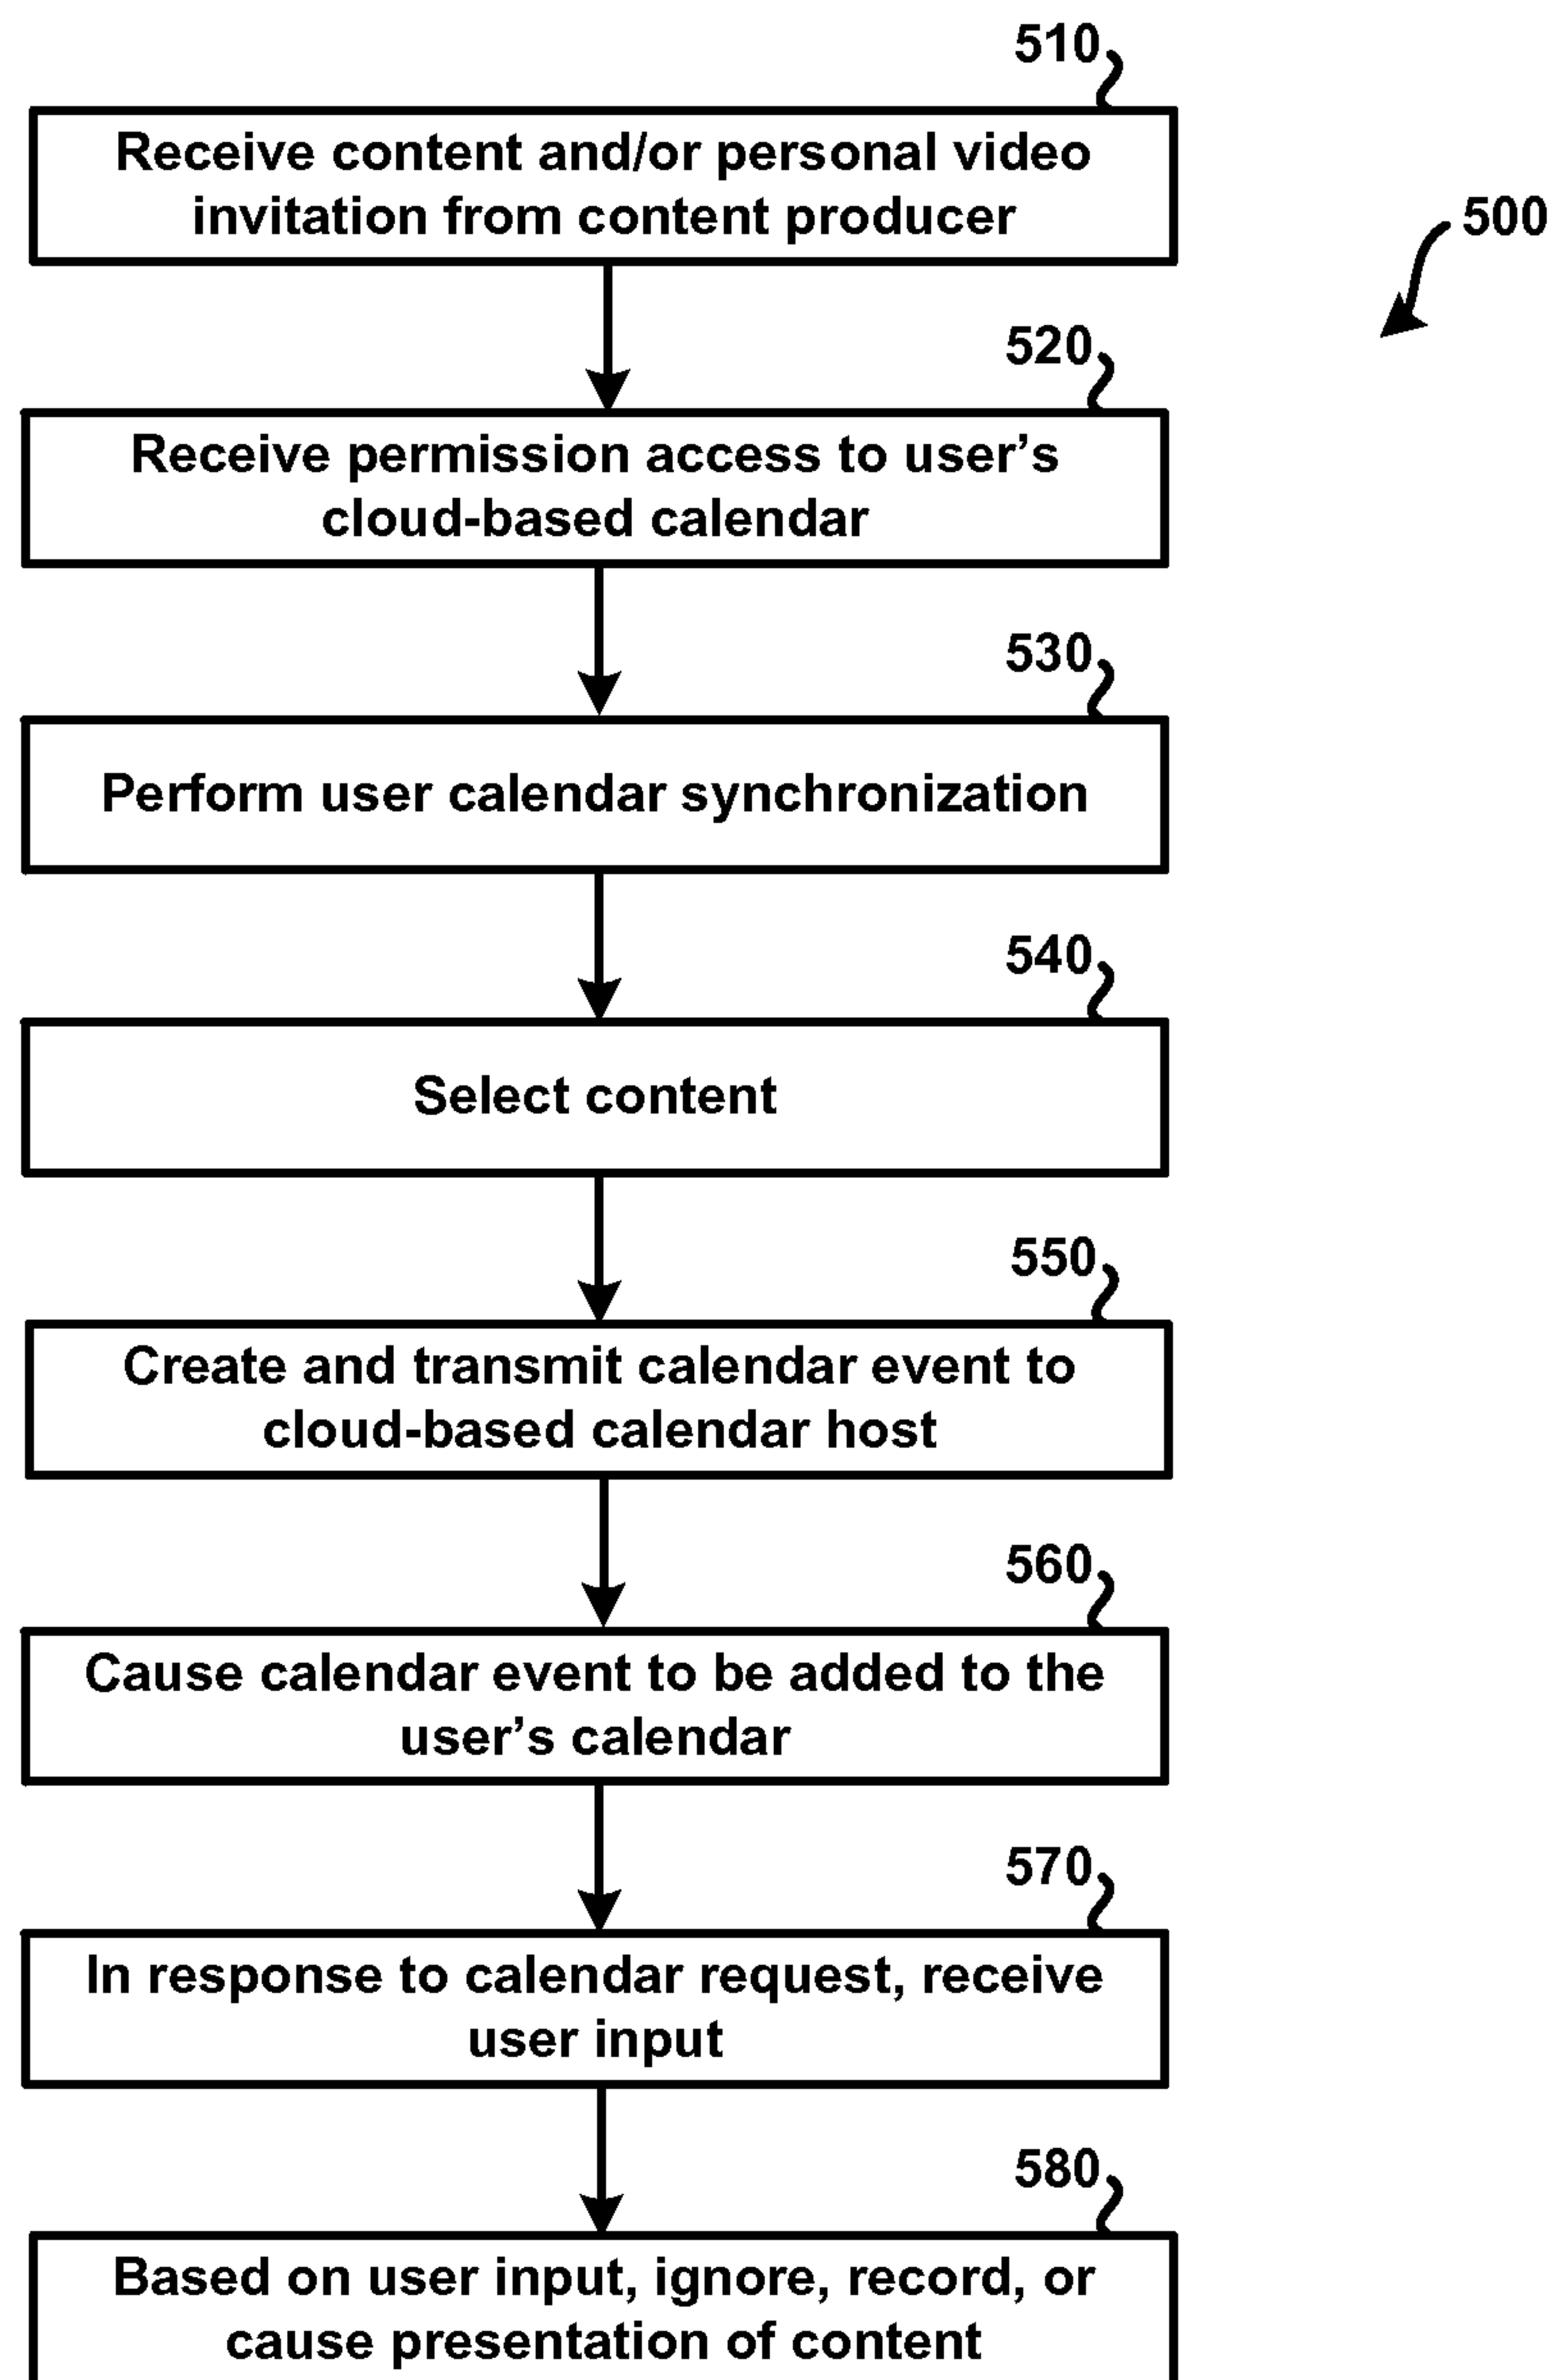 510
Receive content and/or personal video
invitation from content producer
500
520
Receive permission access to user’s
cloud-based calendar
530
Perform user calendar synchronization
540
Select content
550
Create and transmit calendar event to
cloud-based calendar host
560
Cause calendar event to be added to the
user’s calendar
570
In response to calendar request, receive
user input
580
Based on user input, ignore, record, or
cause presentation of content